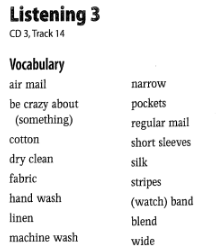 Listening 3
CD 3, Track 14
Vocabulary
air mail
be crazy about
(something)
cotton
dry clean
fabric
hand wash
linen
machine wash
narrow
pockets
regular mail
short sleeves
silk
stripes
(watch) band
blend
wide